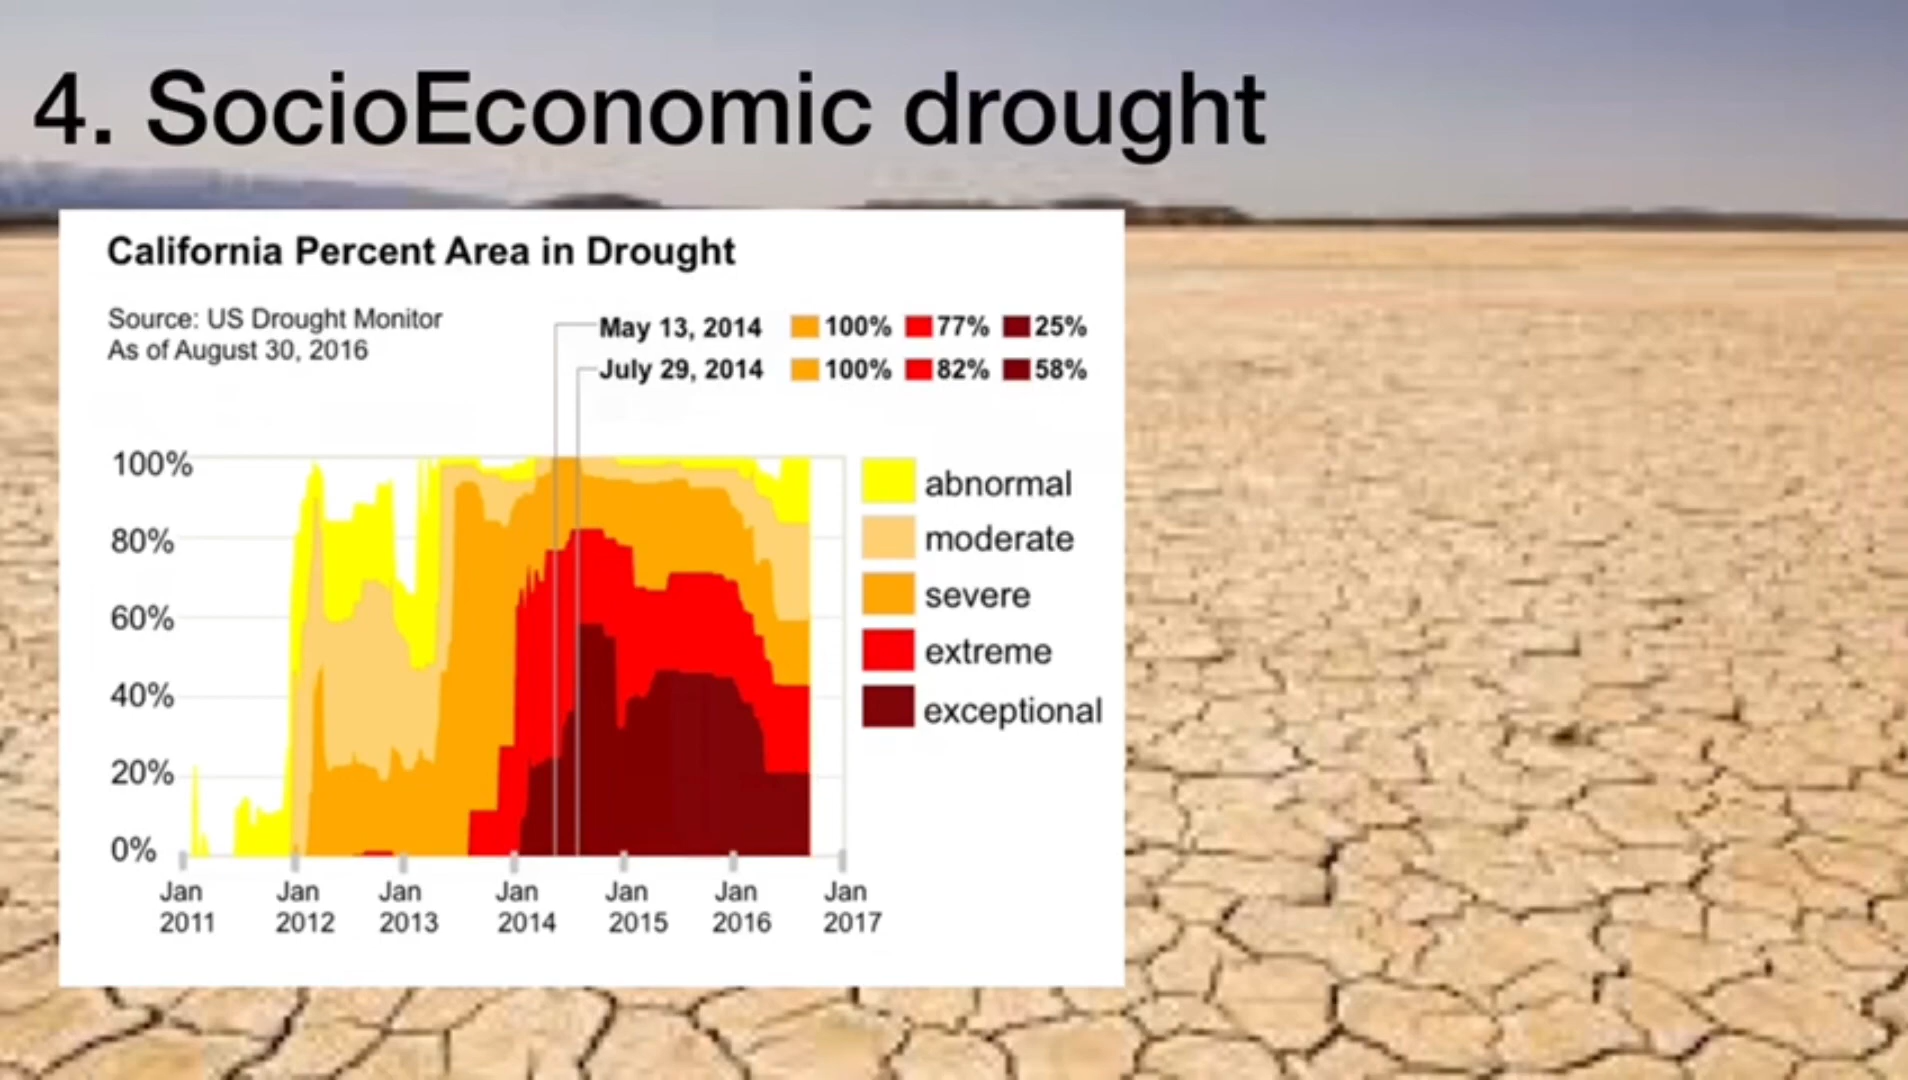 4. SocioEconomic drought
California Percent Area in Drought
Source: US Drought Monitor
As of August 30, 2016
May 13, 2014 100% 77% 25%
July 29, 2014 100% 82% 58%
100%
80%
60%
40%
20%
0%
abnormal
moderate
severe
extreme
exceptional
Jan Jan Jan Jan Jan Jan Jan
2011 2012 2013 2014 2015 2016 2017